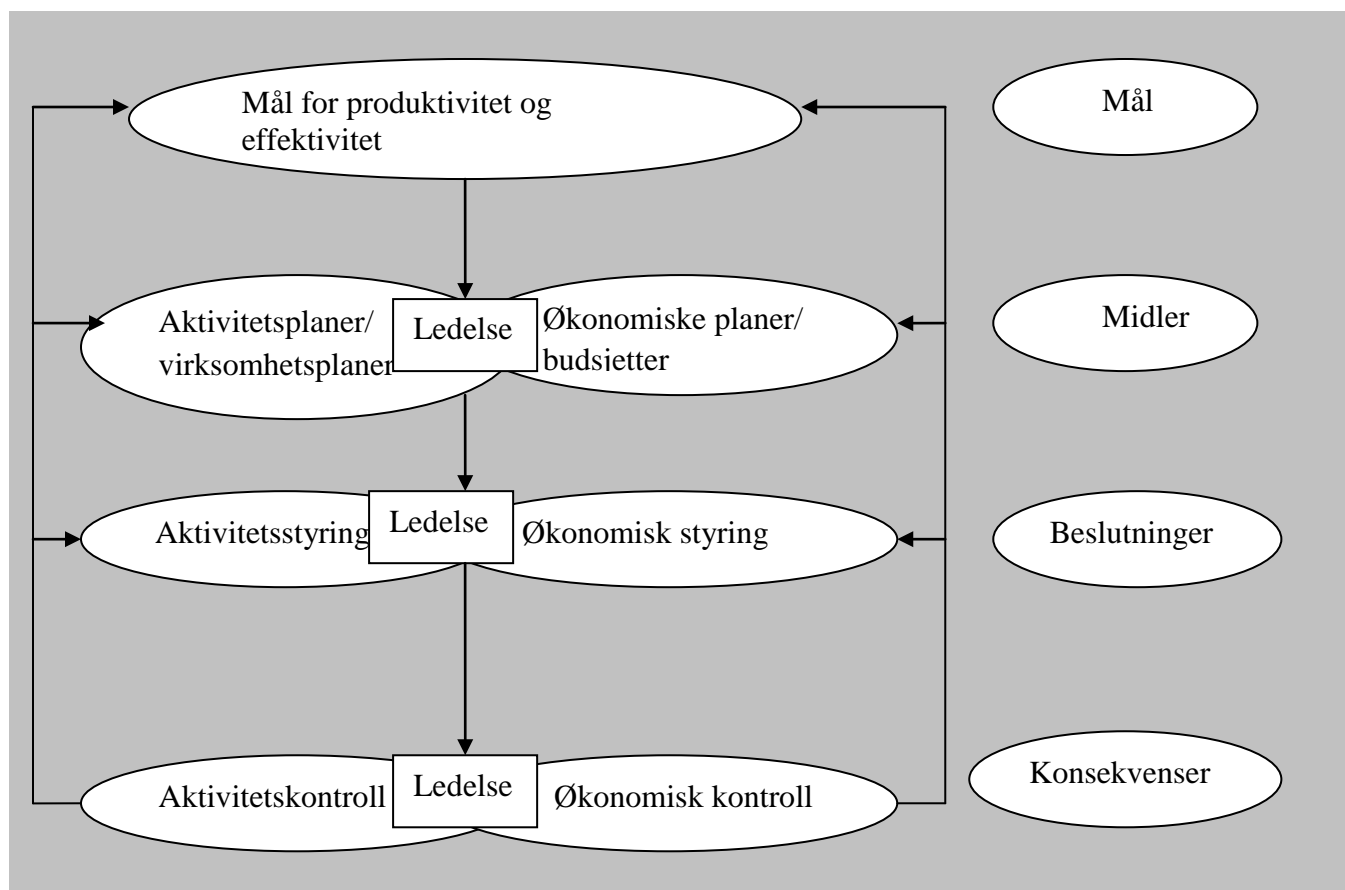 Mål for produktivitet og
effektivitet
Mål
Aktivitetsplaner/
virksomhetsplaner
Ledelse
Økonomiske planer/
budsjetter
Midler
Aktivitetsstyring
Ledelse
Økonomisk styring
Beslutninger
Aktivitetskontroll
Ledelse
Økonomisk kontroll
Konsekvenser